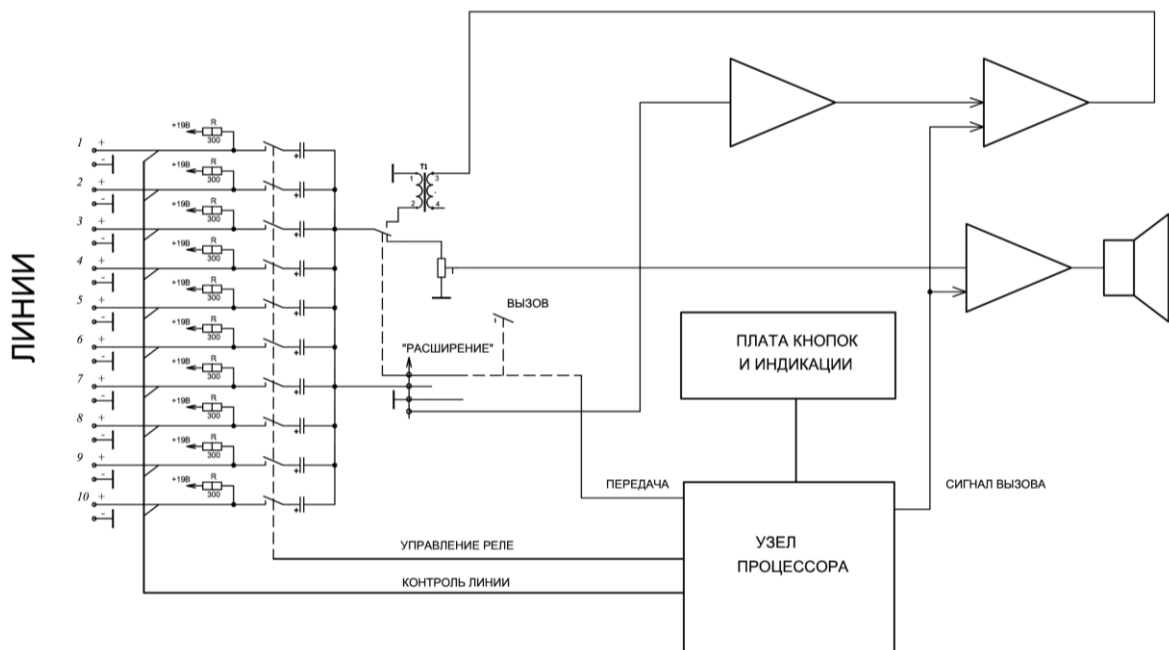 ЛИНИИ
1 +
-
+19В
R
300
2 +
-
+19В
R
300
3 +
-
+19В
R
300
4 +
-
+19В
R
300
5 +
-
+19В
R
300
6 +
-
+19В
R
300
7 +
-
+19В
R
300
8 +
-
+19В
R
300
9 +
-
+19В
R
300
10 +
-
+19В
R
300
+
+
+
+
+
+
+
+
+
+
T1
1 3
2 4
ВЫЗОВ
"РАСШИРЕНИЕ"
ПЛАТА КНОПОК
И ИНДИКАЦИИ
ПЕРЕДАЧА
СИГНАЛ ВЫЗОВА
УЗЕЛ
ПРОЦЕССОРА
УПРАВЛЕНИЕ РЕЛЕ
КОНТРОЛЬ ЛИНИИ